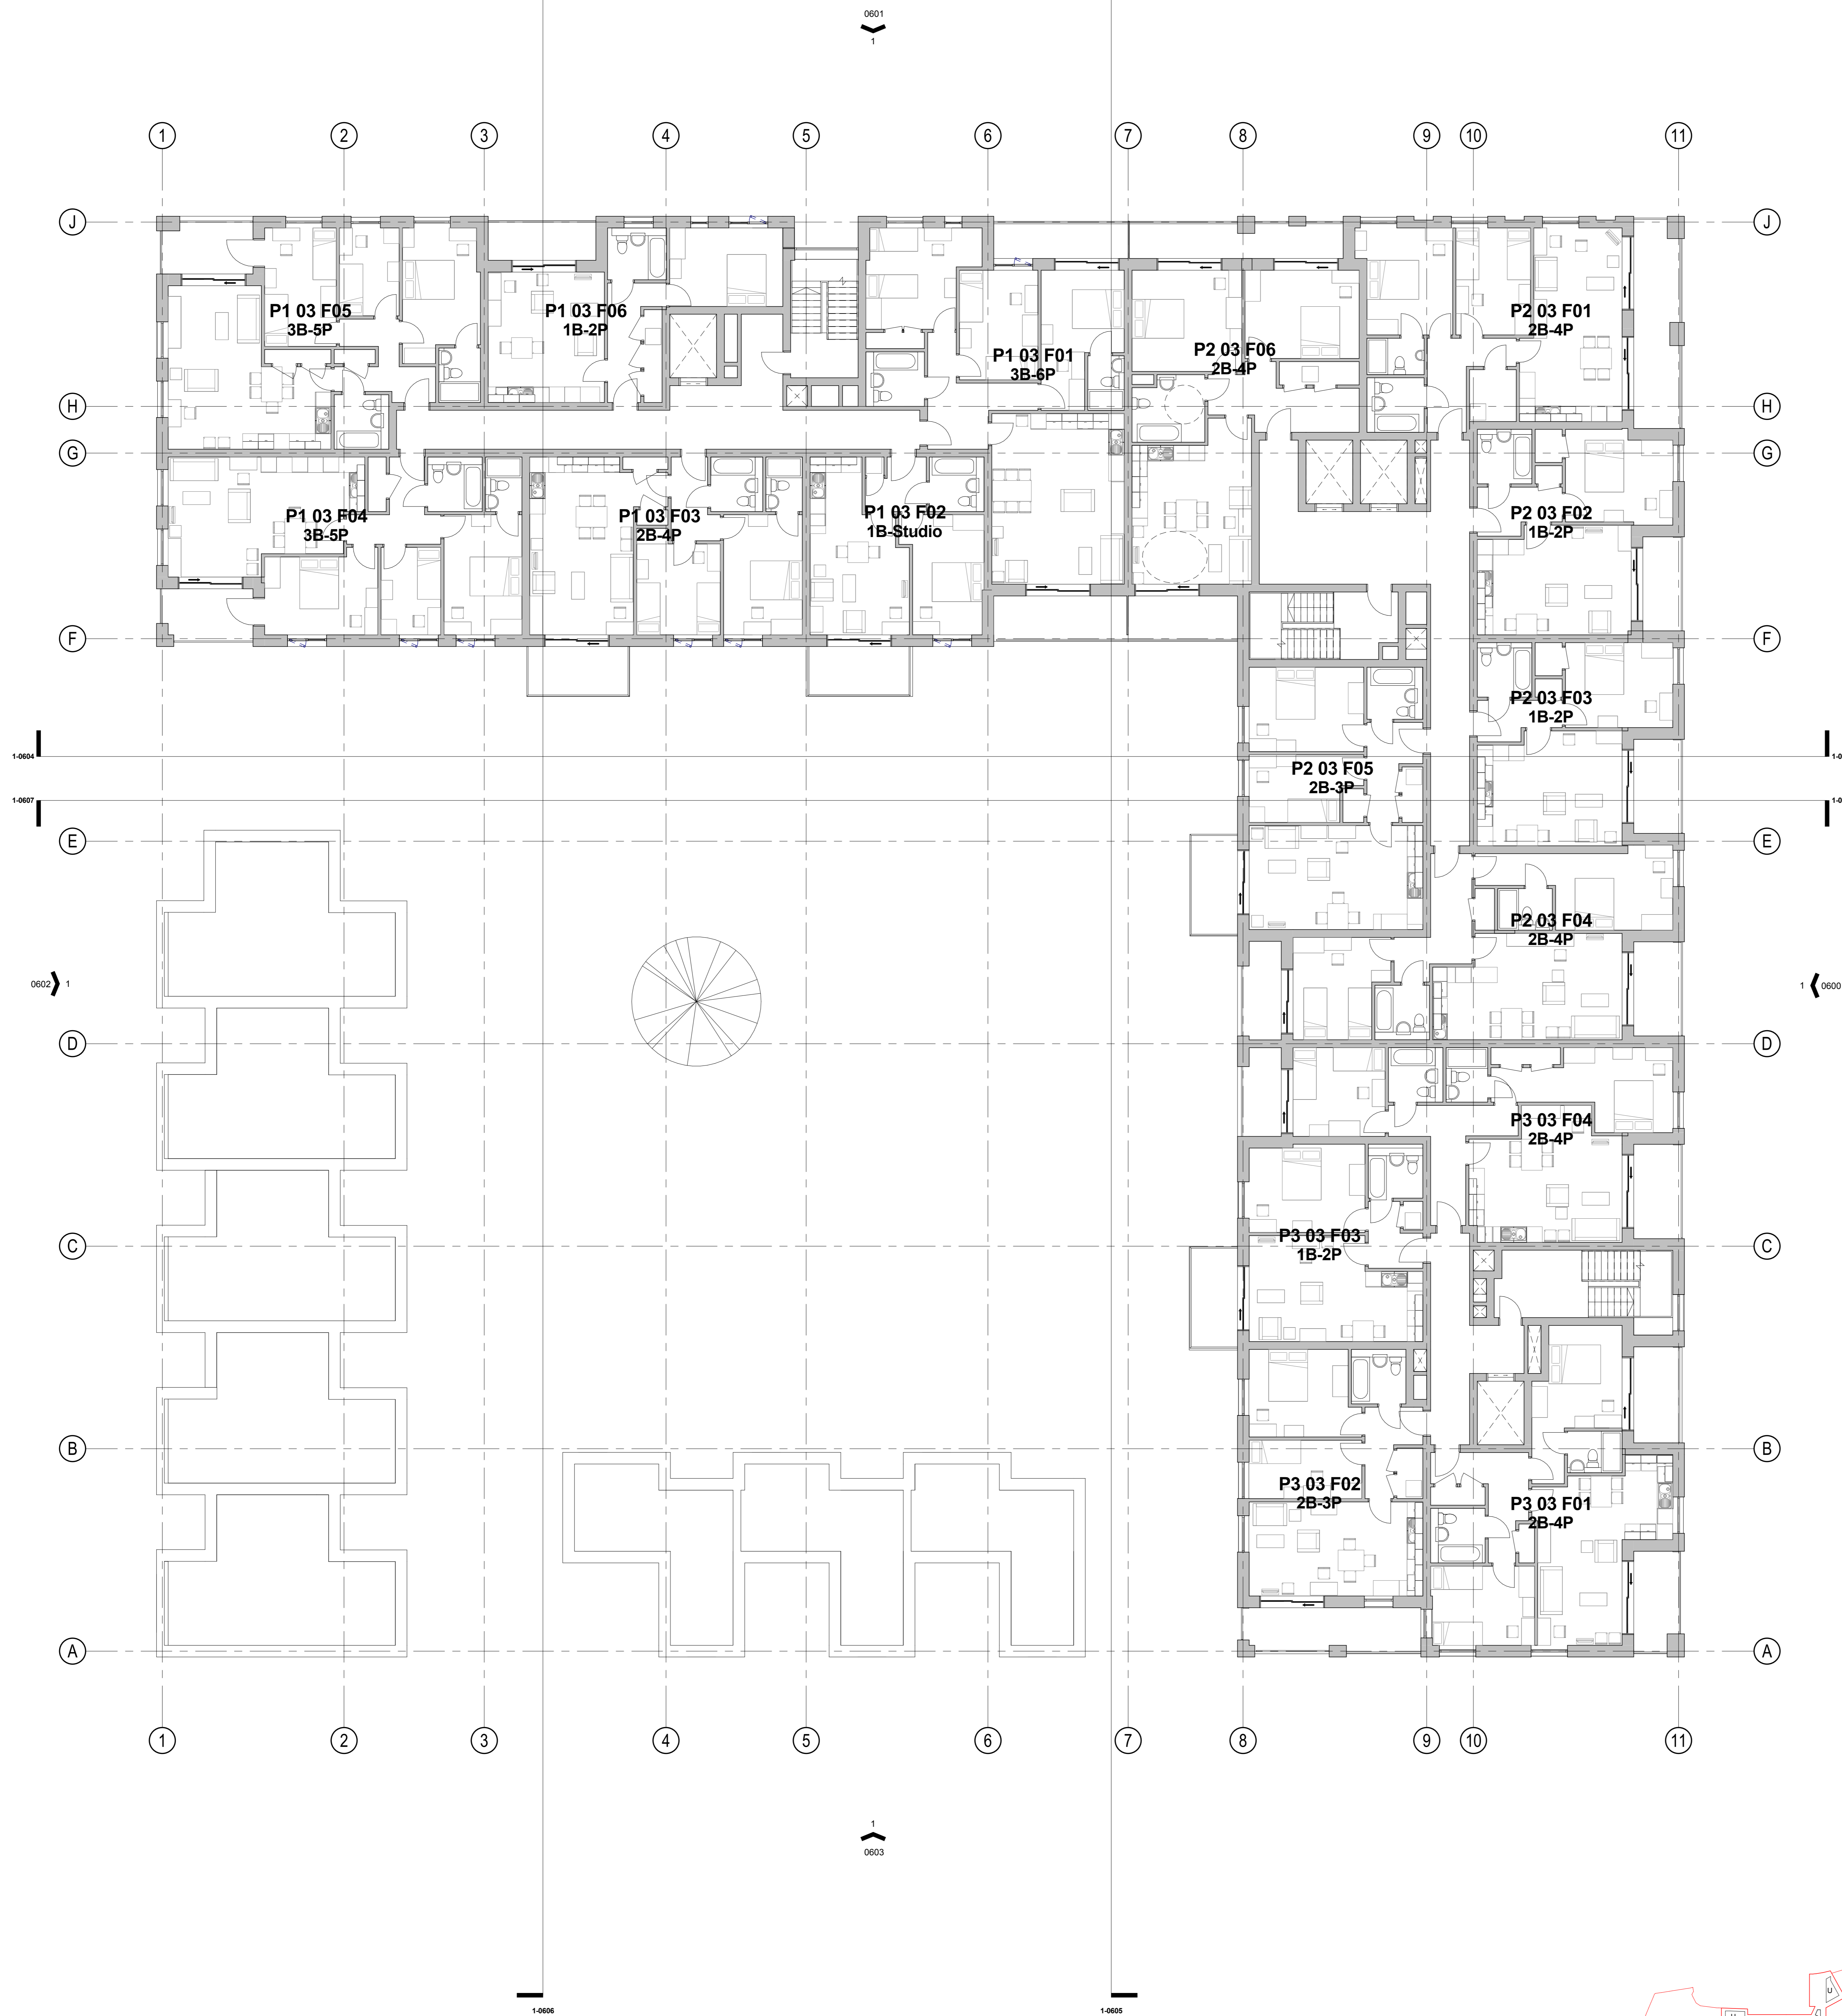 0601
1
1 2 3 4 5 6 7 8 9 10 11
J J
P1 03 F05
3B-5P
P1 03 F06
1B-2P
P1 03 F01
3B-6P
P2 03 F06
2B-4P
P2 03 F01
2B-4P
H H
G G
P1 03 F04
3B-5P
P1 03 F03
2B-4P
P1 03 F02
1B-Studio
P2 03 F02
1B-2P
F F
P2 03 F03
1B-2P
1-0604 1-0
P2 03 F05
2B-3P
1-0607 1-0
E E
P2 03 F04
2B-4P
0602 1
1 0600
D D
P3 03 F04
2B-4P
P3 03 F03
1B-2P
C C
B B
P3 03 F02
2B-3P
P3 03 F01
2B-4P
A A
1 2 3 4 5 6 7 8 9 10 11
1
0603
1-0606
1-0605
U